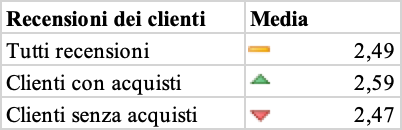 Recensioni dei clienti Media
Tutti recensioni 2,49
Clienti con acquisti 2,59
Clienti senza acquisti 2,47